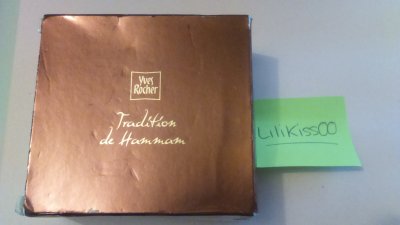 Yves
Rocher
Tradition
de Hammam
LiliKiss00